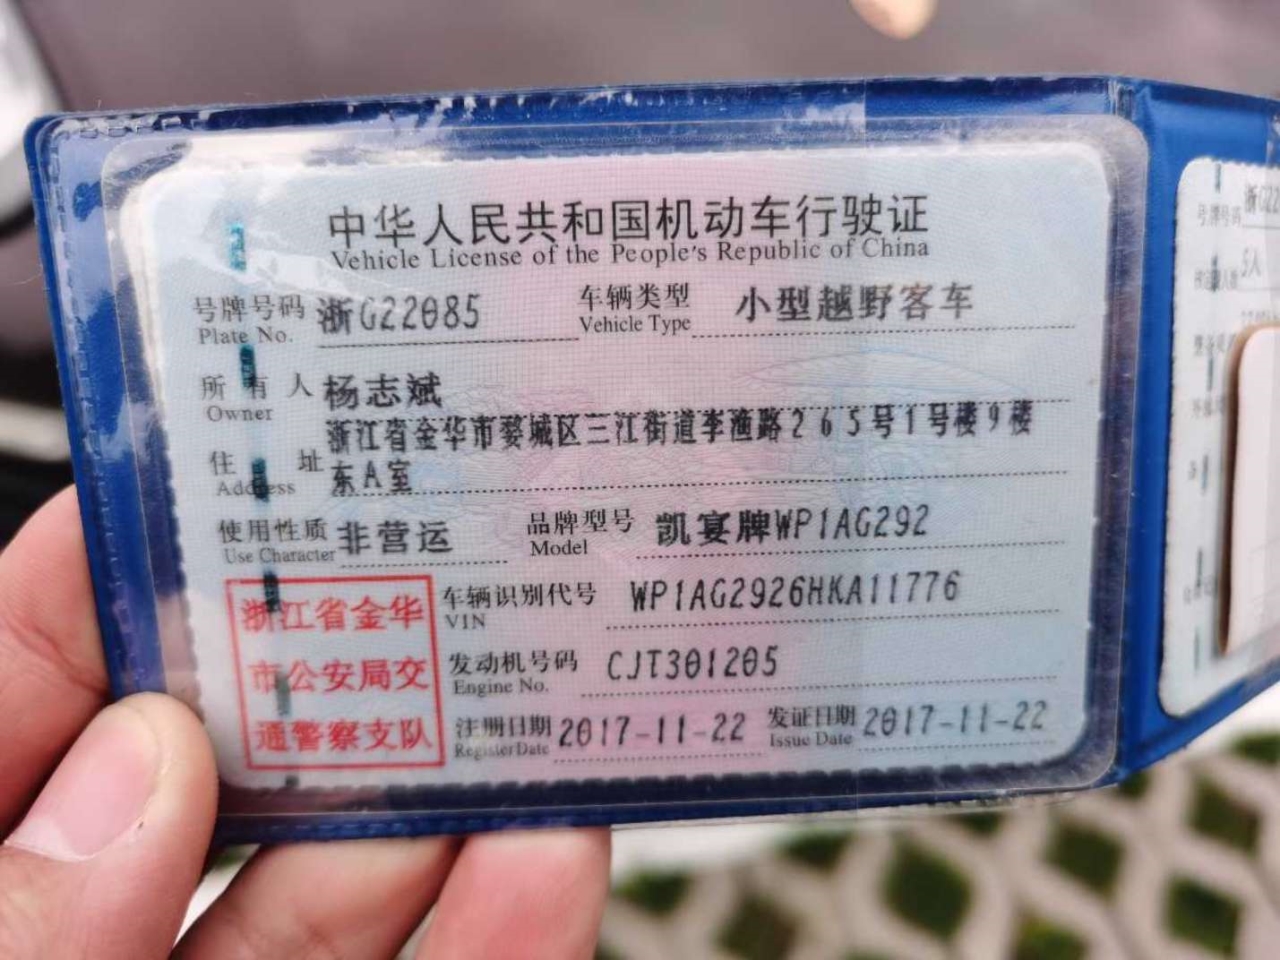 中华人民共和国机动车行驶证
Vehicle License of the People's Republic of China
号牌号码 浙G22085 车辆类型 小型越野客车
Plate No. Vehicle Type
所有人 杨志斌
Owner
浙江省金华市婺城区三江街道李渔路265号1号楼9楼
住址 东A室
Address
使用性质 非营运 品牌型号 凯宴牌WP1AG292
Use Character Model
浙江省金华
市公安局交
通警察支队
车辆识别代号 WP1AG2926HKA11776
VIN
发动机号码 CJT301205
Engine No.
注册日期 2017-11-22 发证日期 2017-11-22
Register Date Issue Date
号牌号码 浙G22
5人